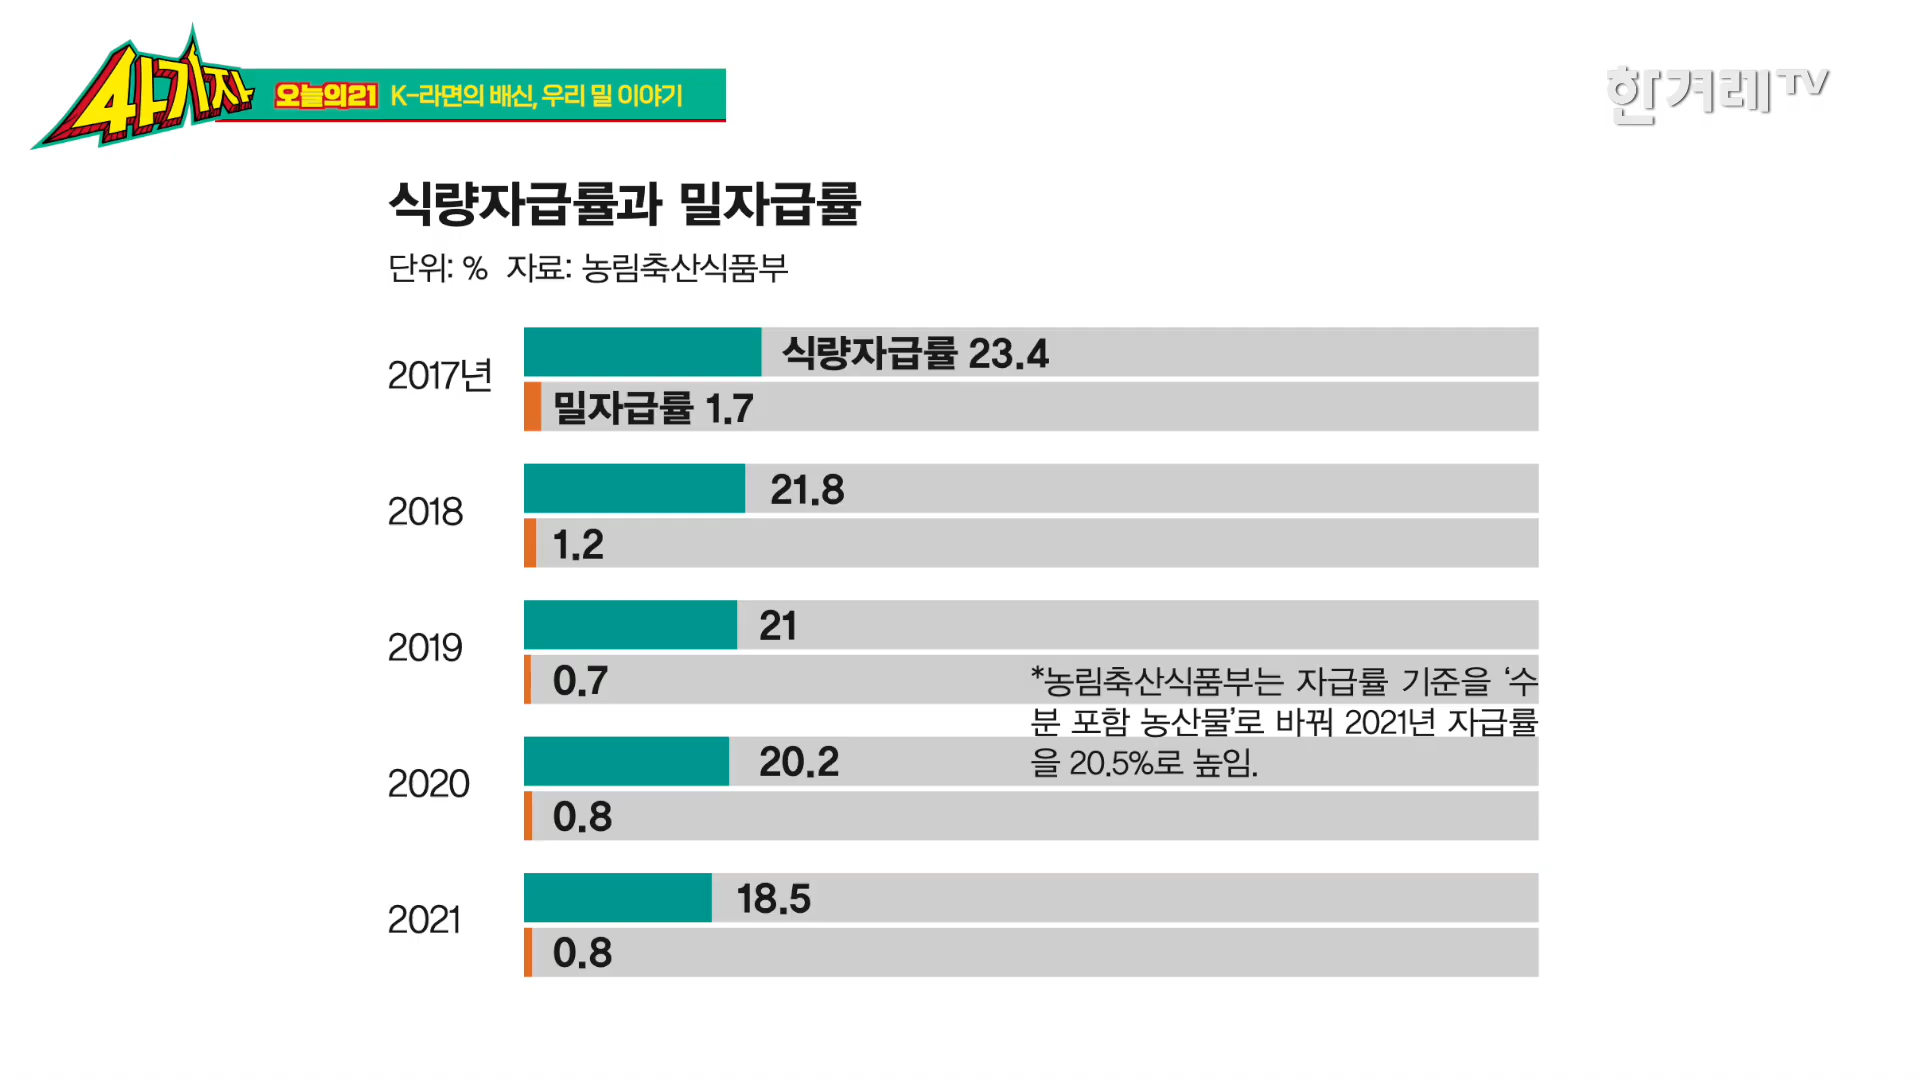 4사기자
오늘의21 K-라면의 배신, 우리 밀 이야기
한겨레TV
식량자급률과 밀자급률
단위: % 자료: 농림축산식품부
2017년
식량자급률 23.4
밀자급률 1.7
2018
21.8
1.2
2019
21
0.7
*농림축산식품부는 자급률 기준을 ‘수
분 포함 농산물’로 바꿔 2021년 자급률
을 20.5%로 높임.
2020
20.2
0.8
2021
18.5
0.8